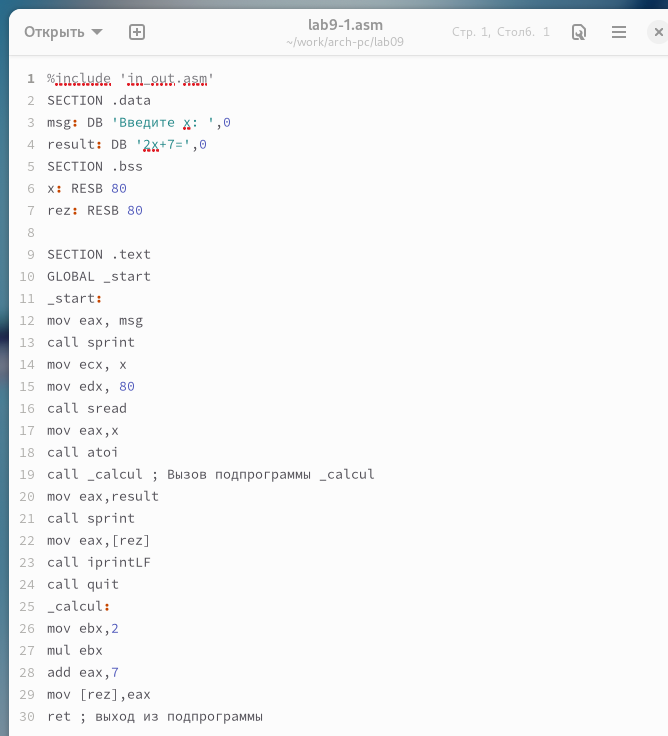 Открыть
lab9-1.asm
~/work/arch-pc/lab09
Стр. 1, Столб. 1
1 %include 'in_out.asm'
2 SECTION .data
3 msg: DB 'Введите x: ',0
4 result: DB '2x+7=',0
5 SECTION .bss
6 x: RESB 80
7 rez: RESB 80
8
9 SECTION .text
10 GLOBAL _start
11 _start:
12 mov eax, msg
13 call sprint
14 mov ecx, x
15 mov edx, 80
16 call sread
17 mov eax,x
18 call atoi
19 call _calcul ; Вызов подпрограммы _calcul
20 mov eax,result
21 call sprint
22 mov eax,[rez]
23 call iprintLF
24 call quit
25 _calcul:
26 mov ebx,2
27 mul ebx
28 add eax,7
29 mov [rez],eax
30 ret ; выход из подпрограммы